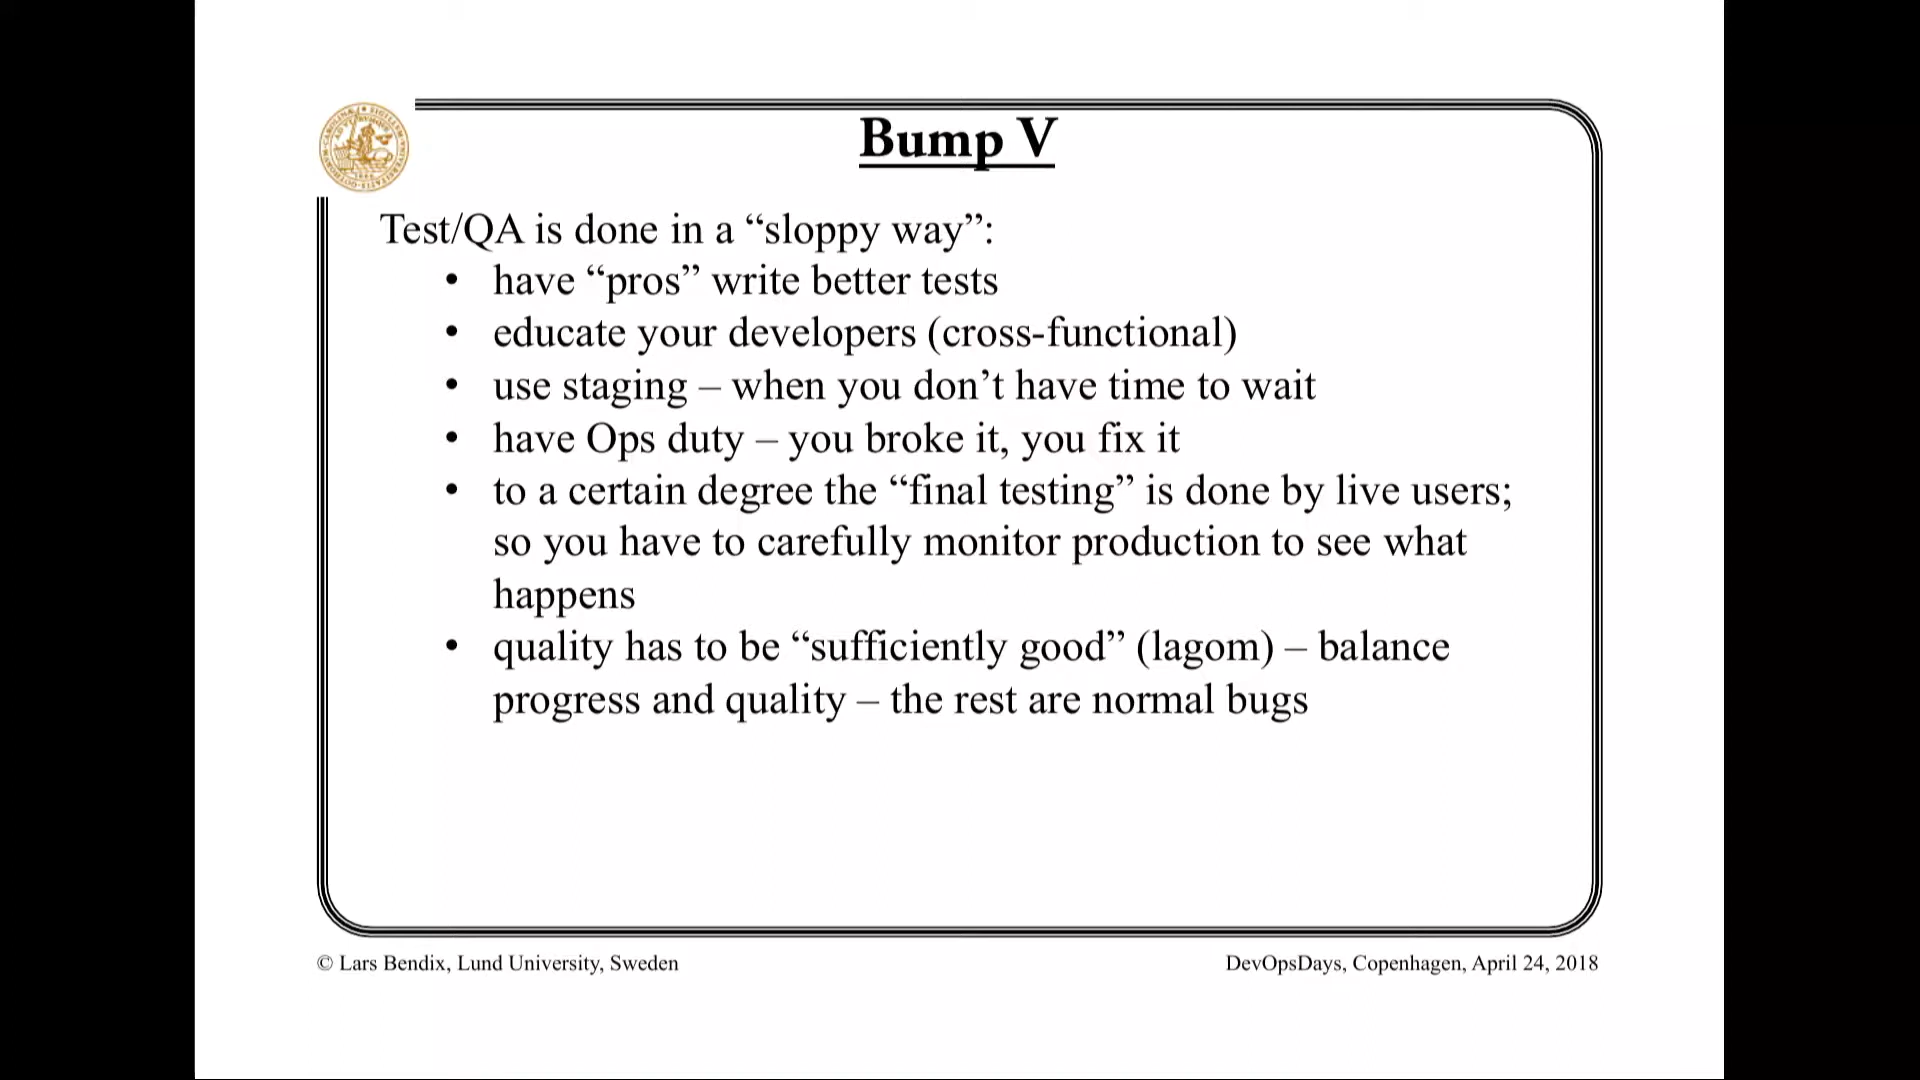 Bump V
Test/QA is done in a “sloppy way”:
• have “pros” write better tests
• educate your developers (cross-functional)
• use staging – when you don’t have time to wait
• have Ops duty – you broke it, you fix it
• to a certain degree the “final testing” is done by live users;
so you have to carefully monitor production to see what
happens
• quality has to be “sufficiently good” (lagom) – balance
progress and quality – the rest are normal bugs
© Lars Bendix, Lund University, Sweden
DevOpsDays, Copenhagen, April 24, 2018